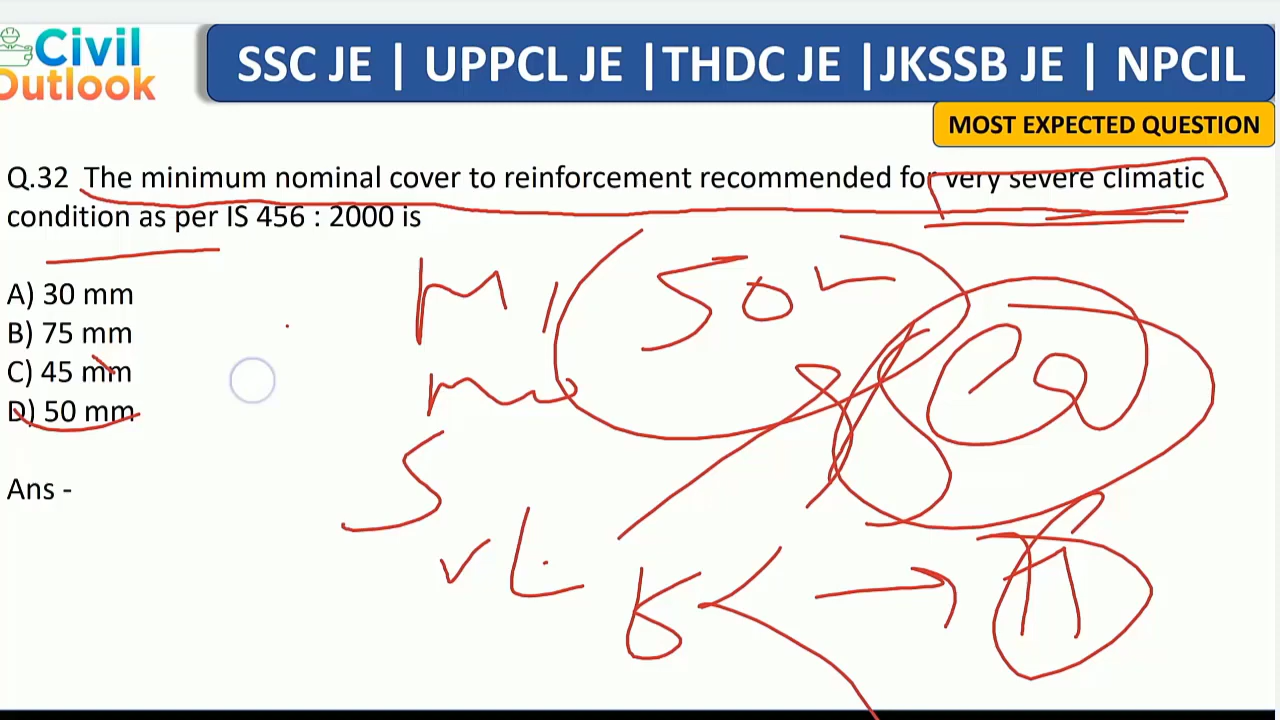 Civil
Outlook
SSC JE | UPPCL JE |THDC JE |JKSSB JE | NPCIL
MOST EXPECTED QUESTION
Q.32 The minimum nominal cover to reinforcement recommended for very severe climatic
condition as per IS 456 : 2000 is
A) 30 mm
B) 75 mm
C) 45 mm
D) 50 mm
Ans -
50